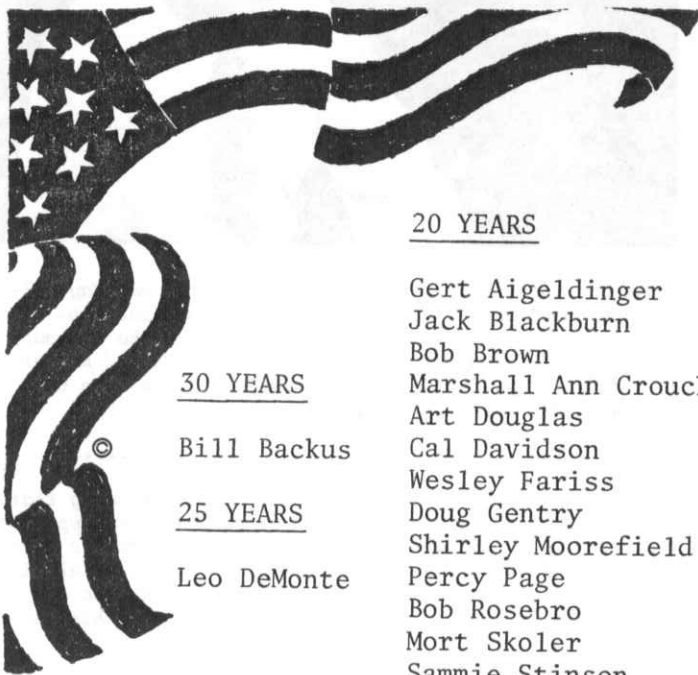 30 YEARS
Bill Backus
25 YEARS
Leo DeMonte
©
20 YEARS
Gert Aigeldinger
Jack Blackburn
Bob Brown
Marshall Ann Crouch
Art Douglas
Cal Davidson
Wesley Fariss
Doug Gentry
Shirley Moorefield
Percy Page
Bob Rosebro
Mort Skoler
Sammie Stinson